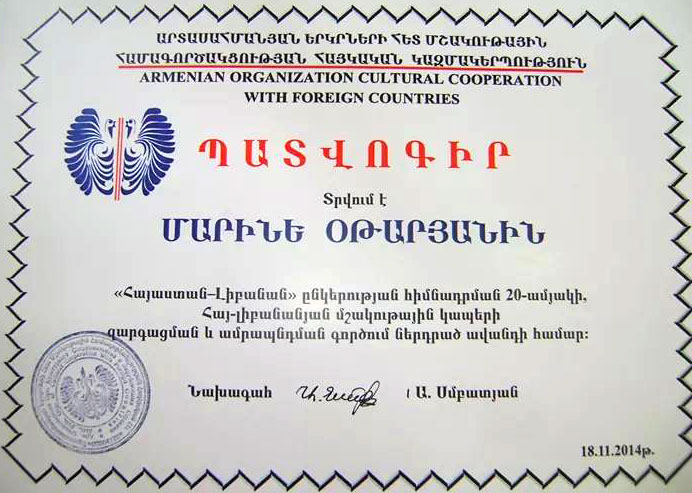 ԱՐՏԱՍԱՀՄԱՆՅԱՆ ԵՐԿՐՆԵՐԻ ՀԵՏ ՄՇԱԿՈՒԹԱՅԻՆ
ՀԱՄԱԳՈՐԾԱԿՑՈՒԹՅԱՆ ՀԱՅԿԱԿԱՆ ԿԱԶՄԱԿԵՐՊՈՒԹՅՈՒՆ
ARMENIAN ORGANIZATION CULTURAL COOPERATION
WITH FOREIGN COUNTRIES
ՊԱՏՎՈԳԻՐ
Տրվում է
ՄԱՐԻՆԵ ՕԹԱՐՅԱՆԻՆ
«Հայաստան–Լիբանան» ընկերության հիմնադրման 20-ամյակի,
Հայ-լիբանանյան մշակութային կապերի
զարգացման և ամրապնդման գործում ներդրած ավանդի համար:
Նախագահ / Ա. Սմբատյան
18.11.2014թ.